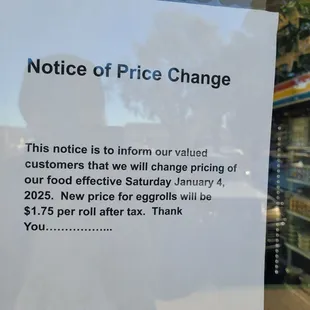 Notice of Price Change
This notice is to inform our valued
customers that we will change pricing of
our food effective Saturday January 4,
2025.  New price for eggrolls will be
$1.75 per roll after tax.  Thank
You……………...